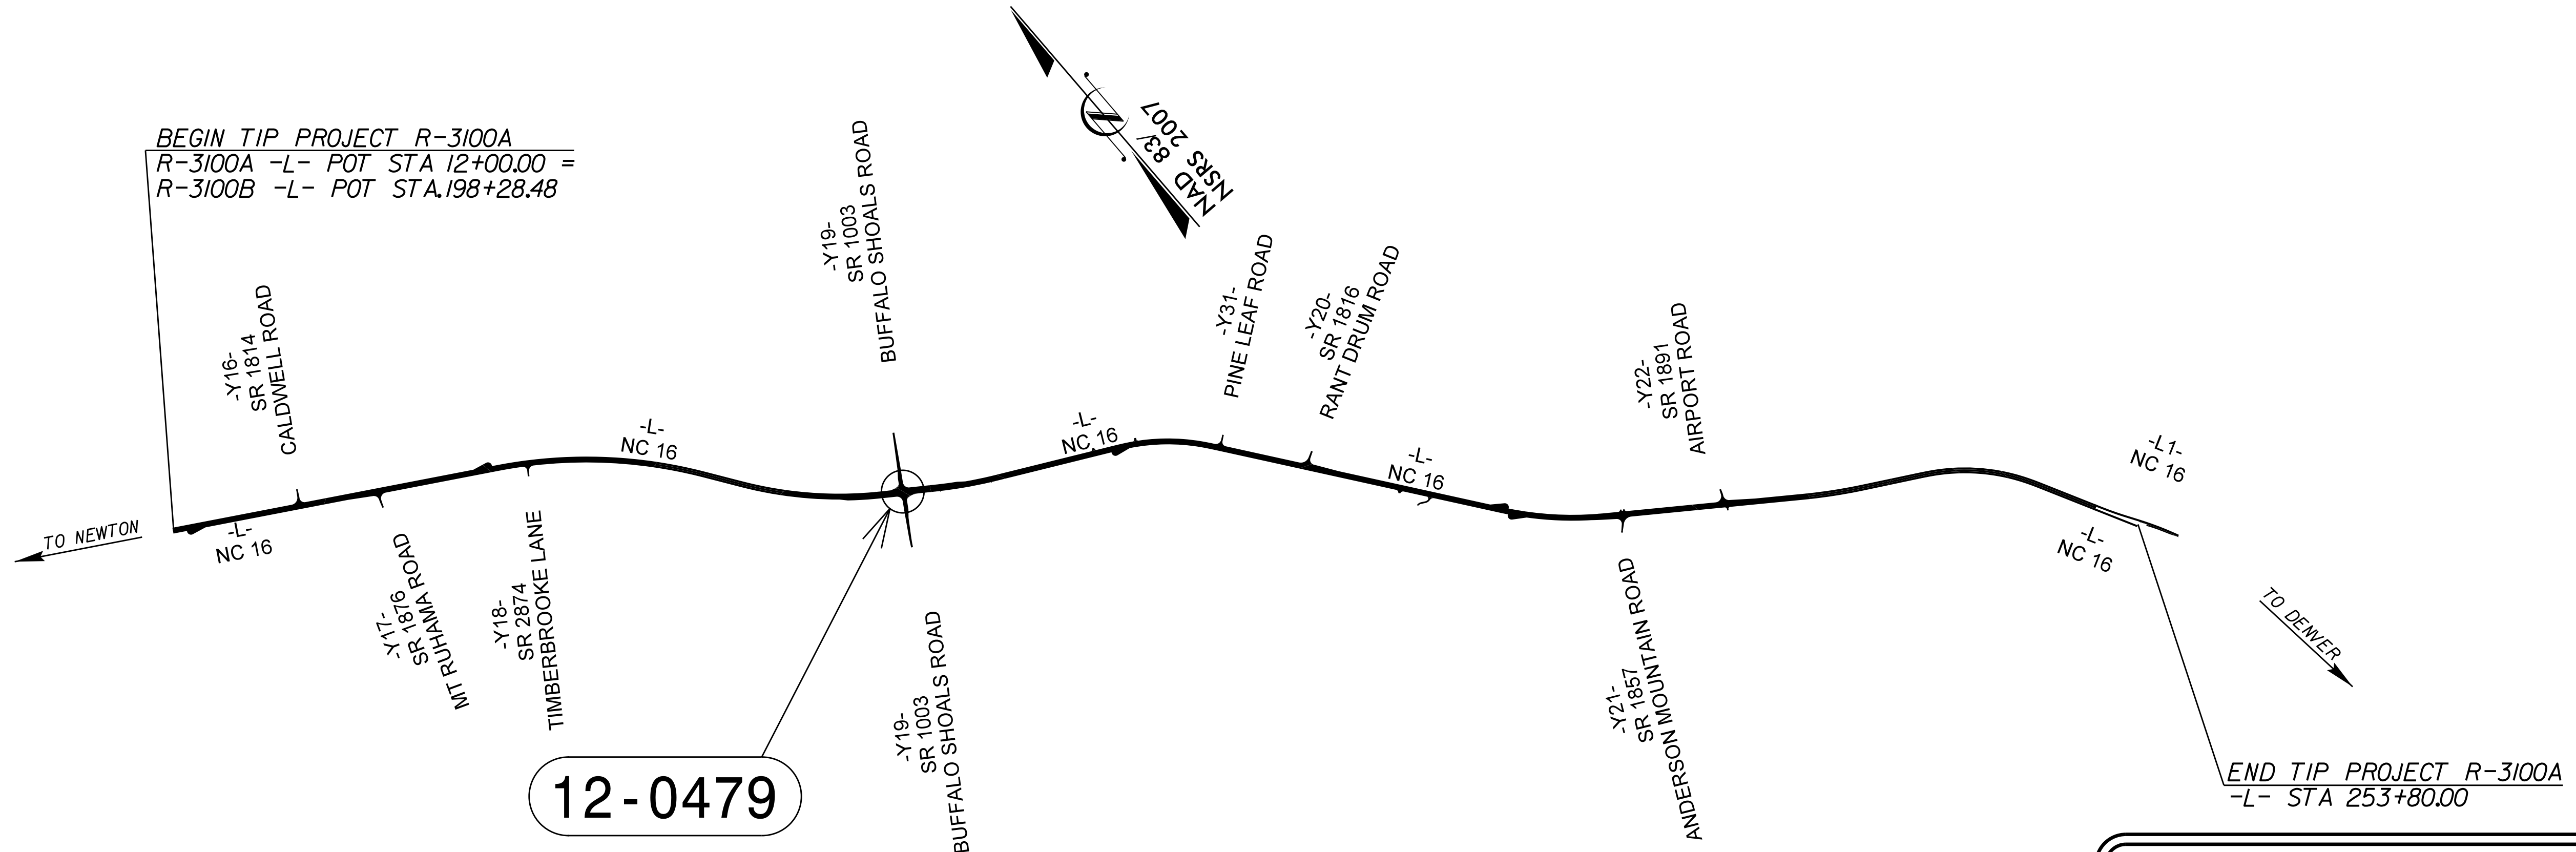 BEGIN TIP PROJECT R-3100A
R-3100A -L- POT STA 12+00.00 =
R-3100B -L- POT STA.198+28.48
NAD 83/
NSRS 2007
-Y16-
SR 1814
CALDWELL ROAD
-Y19-
SR 1003
BUFFALO SHOALS ROAD
-Y31-
PINE LEAF ROAD
-Y20-
SR 1816
RANT DRUM ROAD
-Y22-
SR 1891
AIRPORT ROAD
-L-
NC 16
-L-
NC 16
-L-
NC 16
-L1-
NC 16
TO NEWTON
-L-
NC 16
-L-
NC 16
-Y17-
SR 1876
MT RUHAMA ROAD
-Y18-
SR 2874
TIMBERBROOKE LANE
-Y19-
SR 1003
BUFFALO SHOALS ROAD
-Y21-
SR 1857
ANDERSON MOUNTAIN ROAD
TO DENVER
12-0479
END TIP PROJECT R-3100A
-L- STA 253+80.00